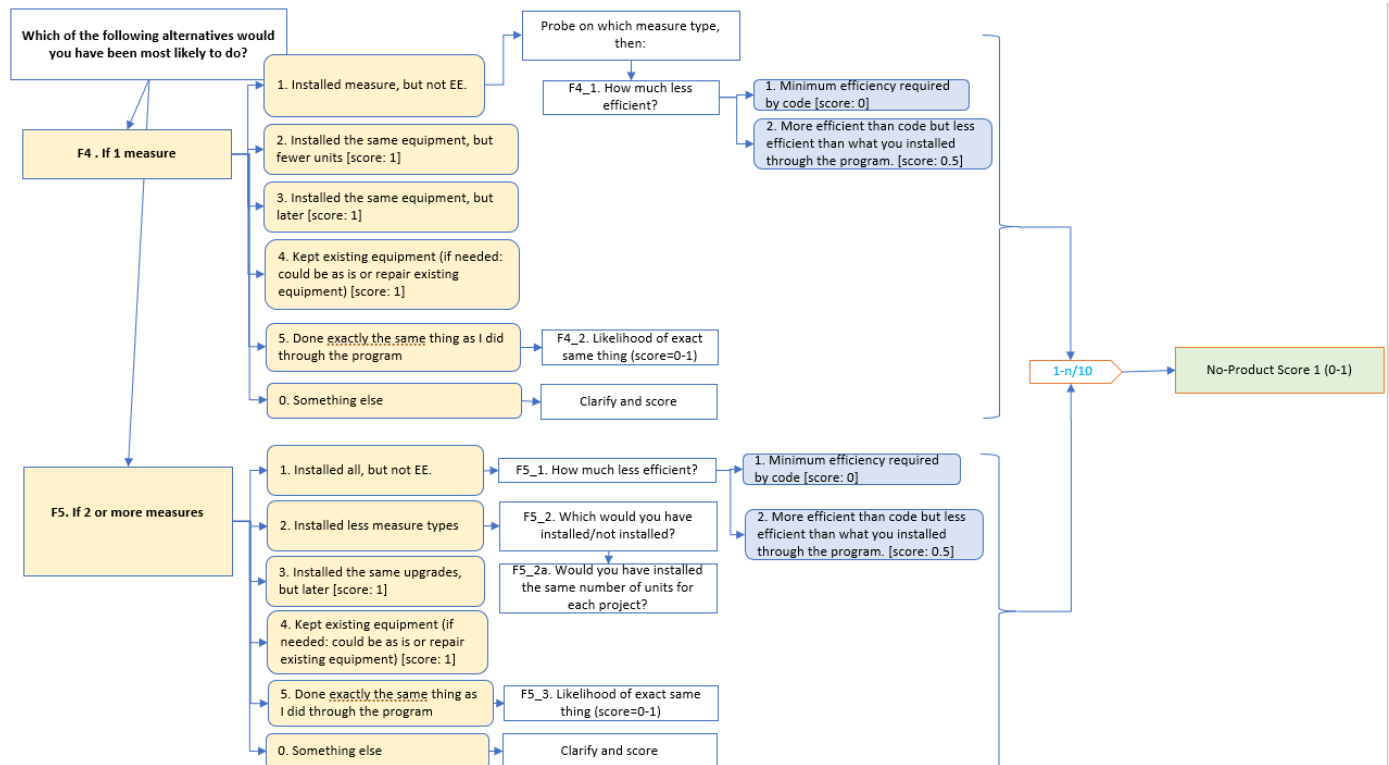 Which of the following alternatives would
you have been most likely to do?
F4 . If 1 measure
1. Installed measure, but not EE.
Probe on which measure type,
then:
F4_1. How much less
efficient?
1. Minimum efficiency required
by code [score: 0]
2. More efficient than code but less
efficient than what you installed
through the program. [score: 0.5]
2. Installed the same equipment, but
fewer units [score: 1]
3. Installed the same equipment, but
later [score: 1]
4. Kept existing equipment (if needed:
could be as is or repair existing
equipment) [score: 1]
5. Done exactly the same thing as I did
through the program
F4_2. Likelihood of exact
same thing (score=0-1)
0. Something else
Clarify and score
1-n/10
No-Product Score 1 (0-1)
F5. If 2 or more measures
1. Installed all, but not EE.
F5_1. How much less efficient?
1. Minimum efficiency required
by code [score: 0]
2. More efficient than code but less
efficient than what you installed
through the program. [score: 0.5]
2. Installed less measure types
F5_2. Which would you have
installed/not installed?
F5_2a. Would you have installed
the same number of units for
each project?
3. Installed the same upgrades,
but later [score: 1]
4. Kept existing equipment (if
needed: could be as is or repair
existing equipment) [score: 1]
5. Done exactly the same thing as
I did through the program
F5_3. Likelihood of exact same
thing (score=0-1)
0. Something else
Clarify and score